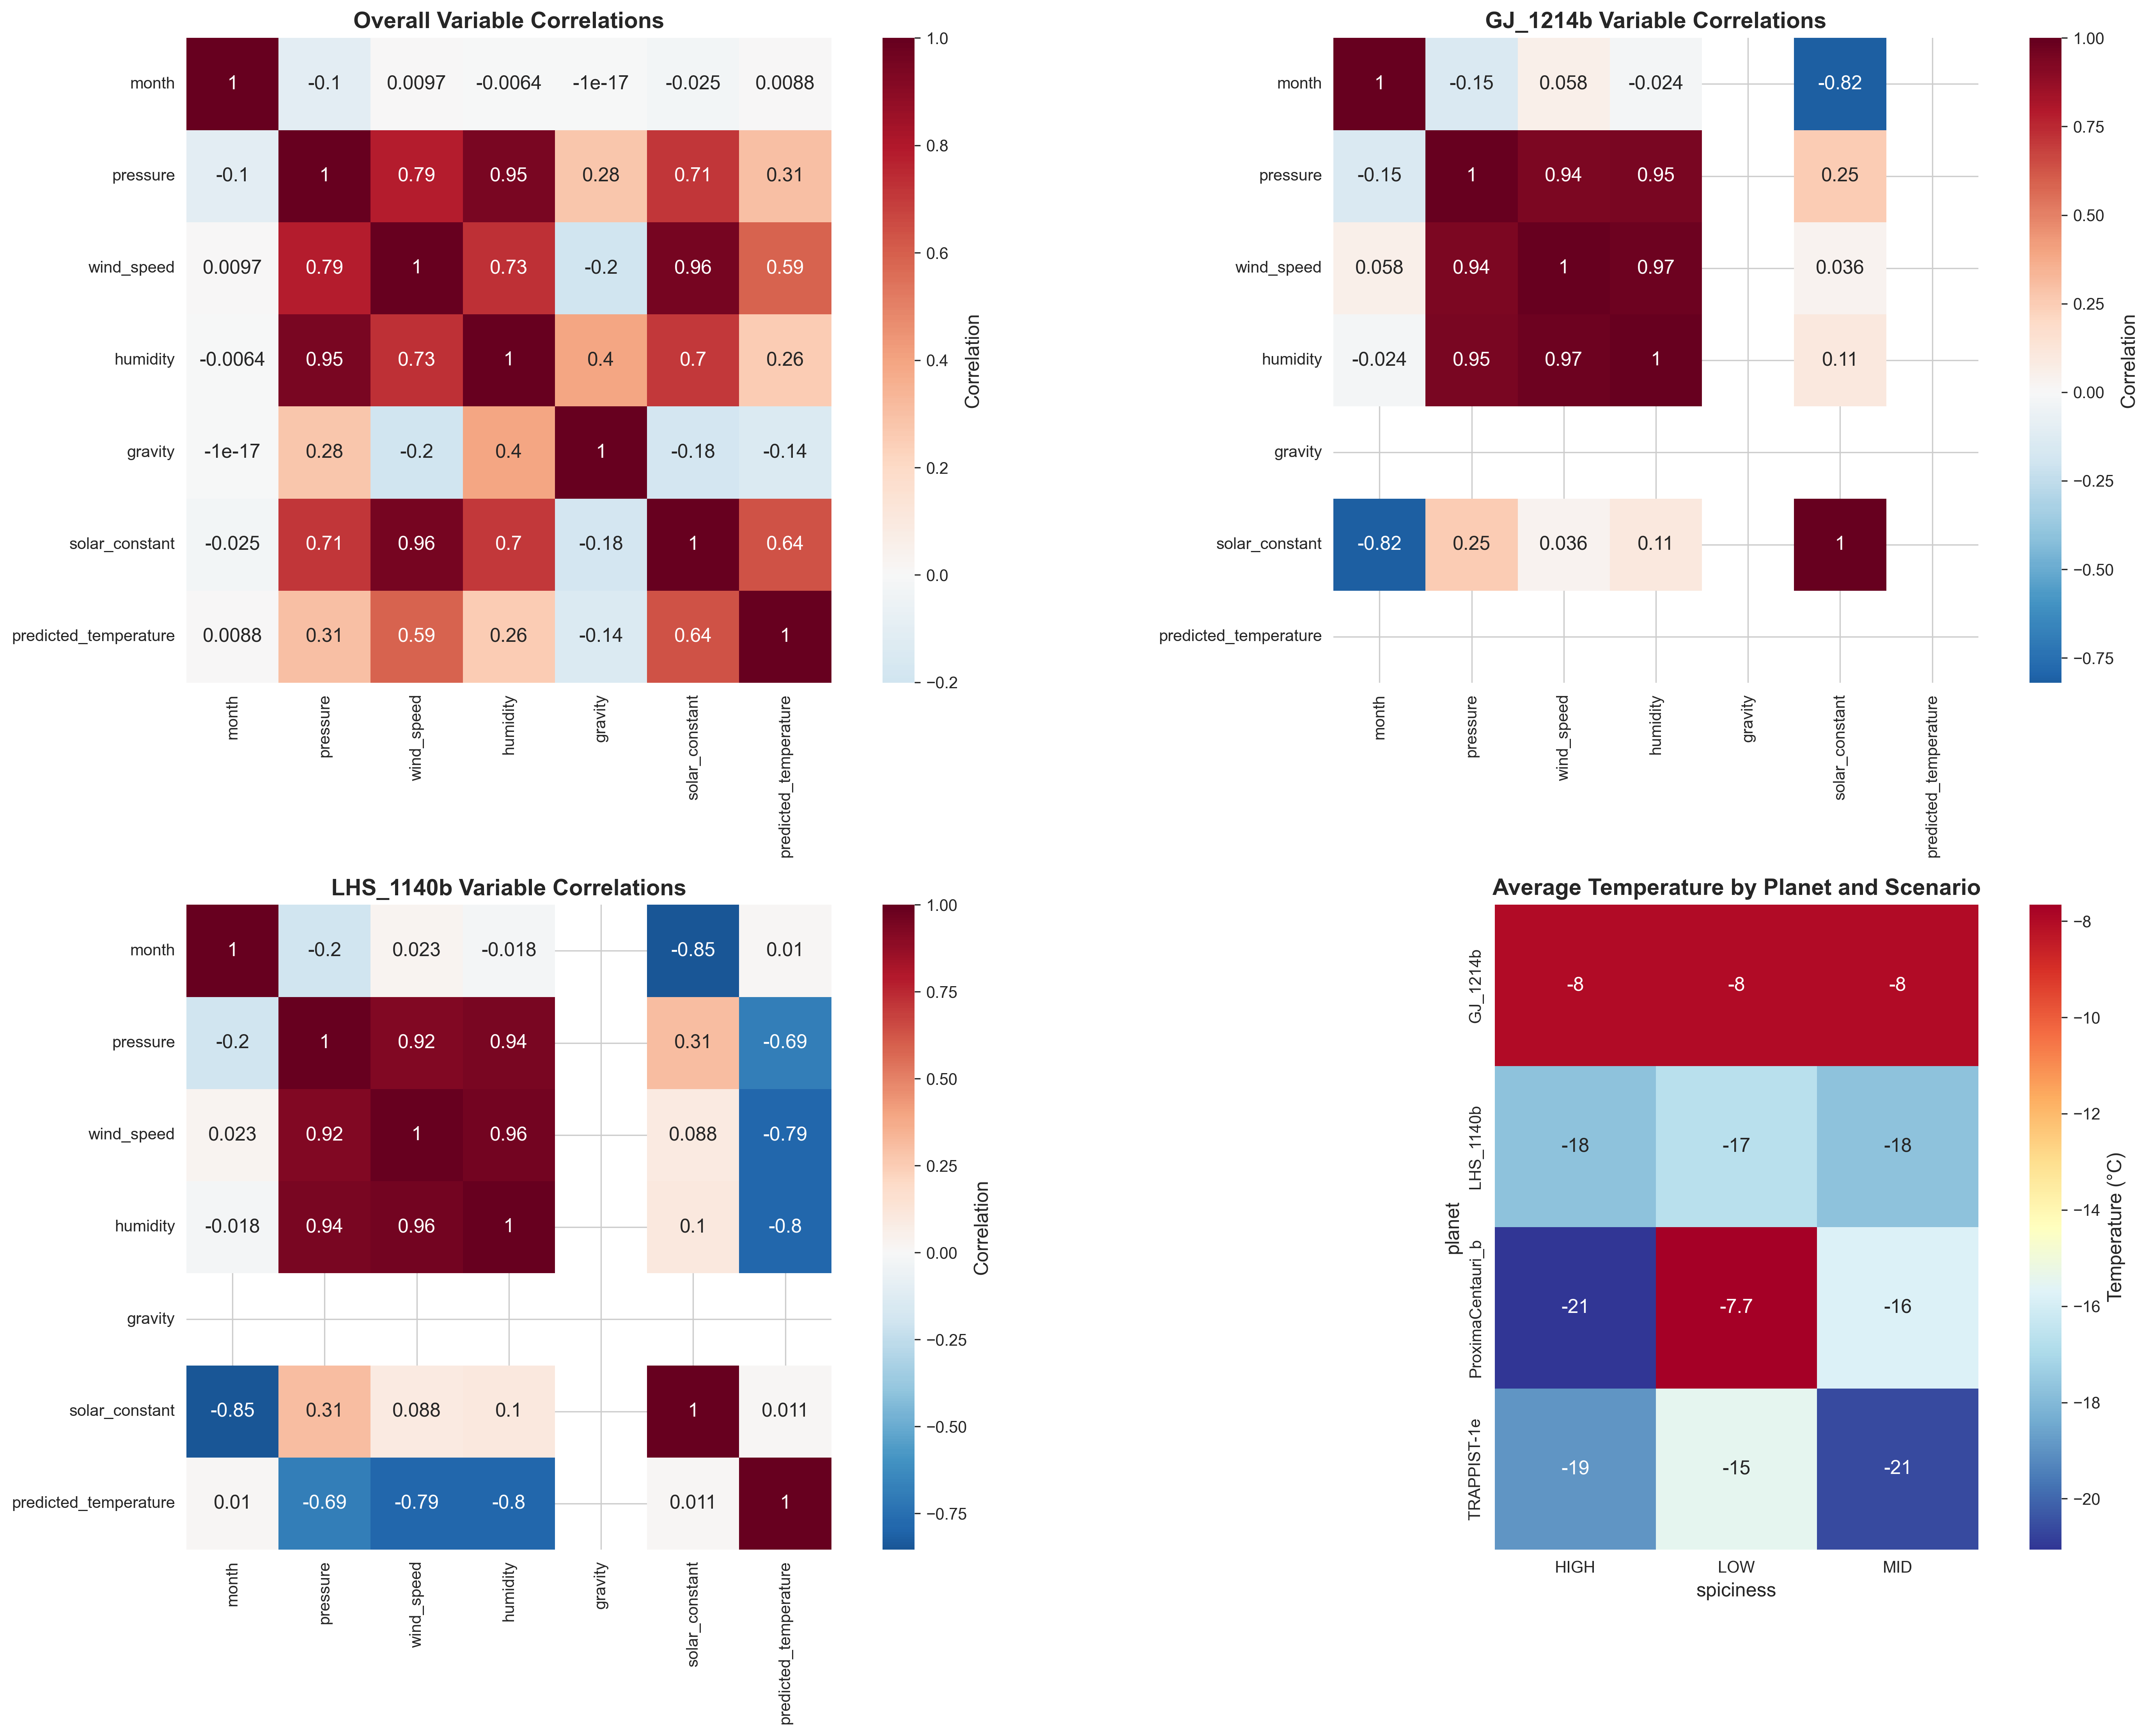 Overall Variable Correlations
month 1 -0.1 0.0097 -0.0064 -1e-17 -0.025 0.0088
pressure -0.1 1 0.79 0.95 0.28 0.71 0.31
wind_speed 0.0097 0.79 1 0.73 -0.2 0.96 0.59
humidity -0.0064 0.95 0.73 1 0.4 0.7 0.26
gravity -1e-17 0.28 -0.2 0.4 1 -0.18 -0.14
solar_constant -0.025 0.71 0.96 0.7 -0.18 1 0.64
predicted_temperature 0.0088 0.31 0.59 0.26 -0.14 0.64 1
month pressure wind_speed humidity gravity solar_constant predicted_temperature
1.0
0.8
0.6
0.4
0.2
0.0
−0.2
Correlation
GJ_1214b Variable Correlations
month 1 -0.15 0.058 -0.024 -0.82
pressure -0.15 1 0.94 0.95 0.25
wind_speed 0.058 0.94 1 0.97 0.036
humidity -0.024 0.95 0.97 1 0.11
gravity
solar_constant -0.82 0.25 0.036 0.11 1
predicted_temperature
month pressure wind_speed humidity gravity solar_constant predicted_temperature
1.00
0.75
0.50
0.25
0.00
−0.25
−0.50
−0.75
Correlation
LHS_1140b Variable Correlations
month 1 -0.2 0.023 -0.018 -0.85 0.01
pressure -0.2 1 0.92 0.94 0.31 -0.69
wind_speed 0.023 0.92 1 0.96 0.088 -0.79
humidity -0.018 0.94 0.96 1 0.1 -0.8
gravity
solar_constant -0.85 0.31 0.088 0.1 1 0.011
predicted_temperature 0.01 -0.69 -0.79 -0.8 0.011 1
month pressure wind_speed humidity gravity solar_constant predicted_temperature
1.00
0.75
0.50
0.25
0.00
−0.25
−0.50
−0.75
Correlation
Average Temperature by Planet and Scenario
planet
GJ_1214b -8 -8 -8
LHS_1140b -18 -17 -18
ProximaCentauri_b -21 -7.7 -16
TRAPPIST-1e -19 -15 -21
HIGH LOW MID
spiciness
−8
−10
−12
−14
−16
−18
−20
Temperature (°C)